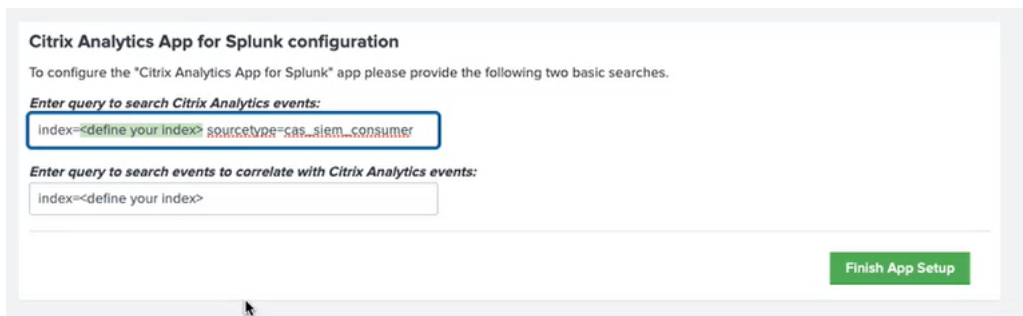 Citrix Analytics App for Splunk configuration
To configure the "Citrix Analytics App for Splunk" app please provide the following two basic searches.
Enter query to search Citrix Analytics events:
index=<define your index> sourcetype=cas_siem_consumer
Enter query to search events to correlate with Citrix Analytics events:
index=<define your index>
Finish App Setup